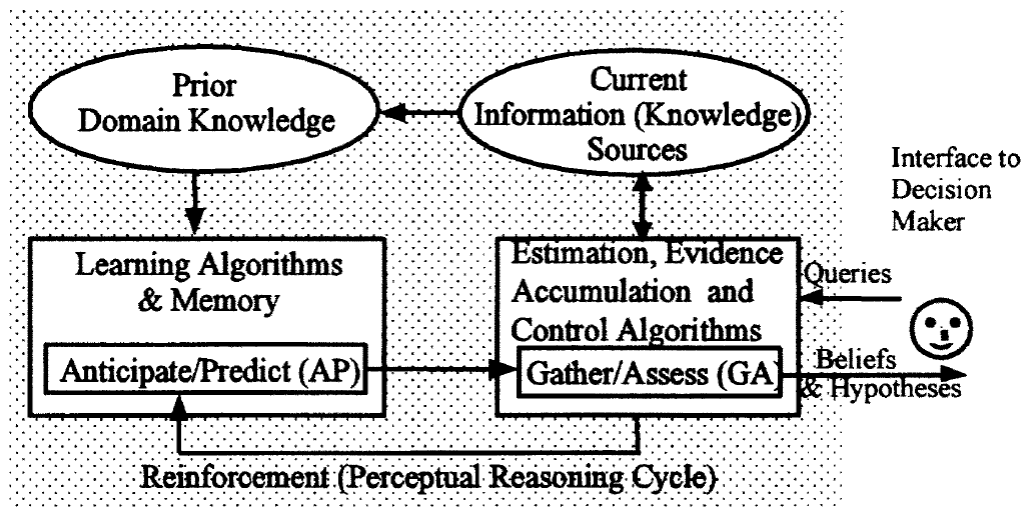 Prior
Domain Knowledge
Current
Information (Knowledge)
Sources
Interface to
Decision
Maker
Learning Algorithms
& Memory
Anticipate/Predict (AP)
Estimation, Evidence
Accumulation and
Control Algorithms
Gather/Assess (GA
Queries
Beliefs
& Hypotheses
Reinforcement (Perceptual Reasoning Cycle)